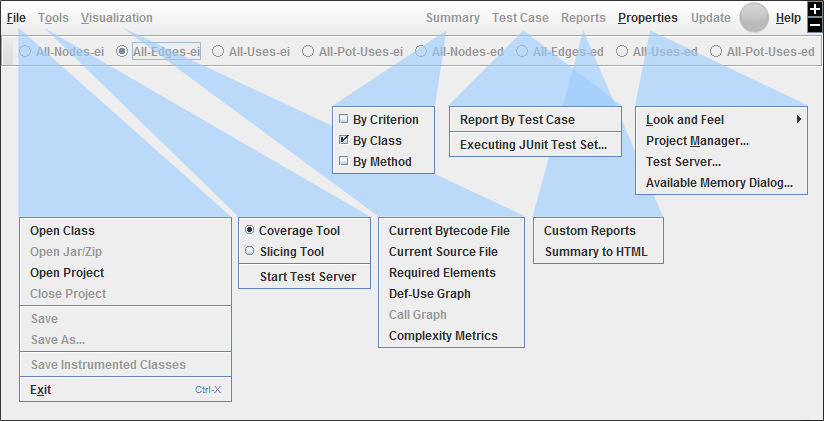 File Tools Visualization Summary Test Case Reports Properties Update Help
All-Nodes-ei All-Edges-ei All-Uses-ei All-Pot-Uses-ei All-Nodes-ed All-Edges-ed All-Uses-ed All-Pot-Uses-ed
By Criterion
By Class
By Method
Report By Test Case
Executing JUnit Test Set...
Look and Feel
Project Manager...
Test Server...
Available Memory Dialog...
Open Class
Open Jar/Zip
Open Project
Close Project
Save
Save As...
Save Instrumented Classes
Exit Ctrl-X
Coverage Tool
Slicing Tool
Start Test Server
Current Bytecode File
Current Source File
Required Elements
Def-Use Graph
Call Graph
Complexity Metrics
Custom Reports
Summary to HTML